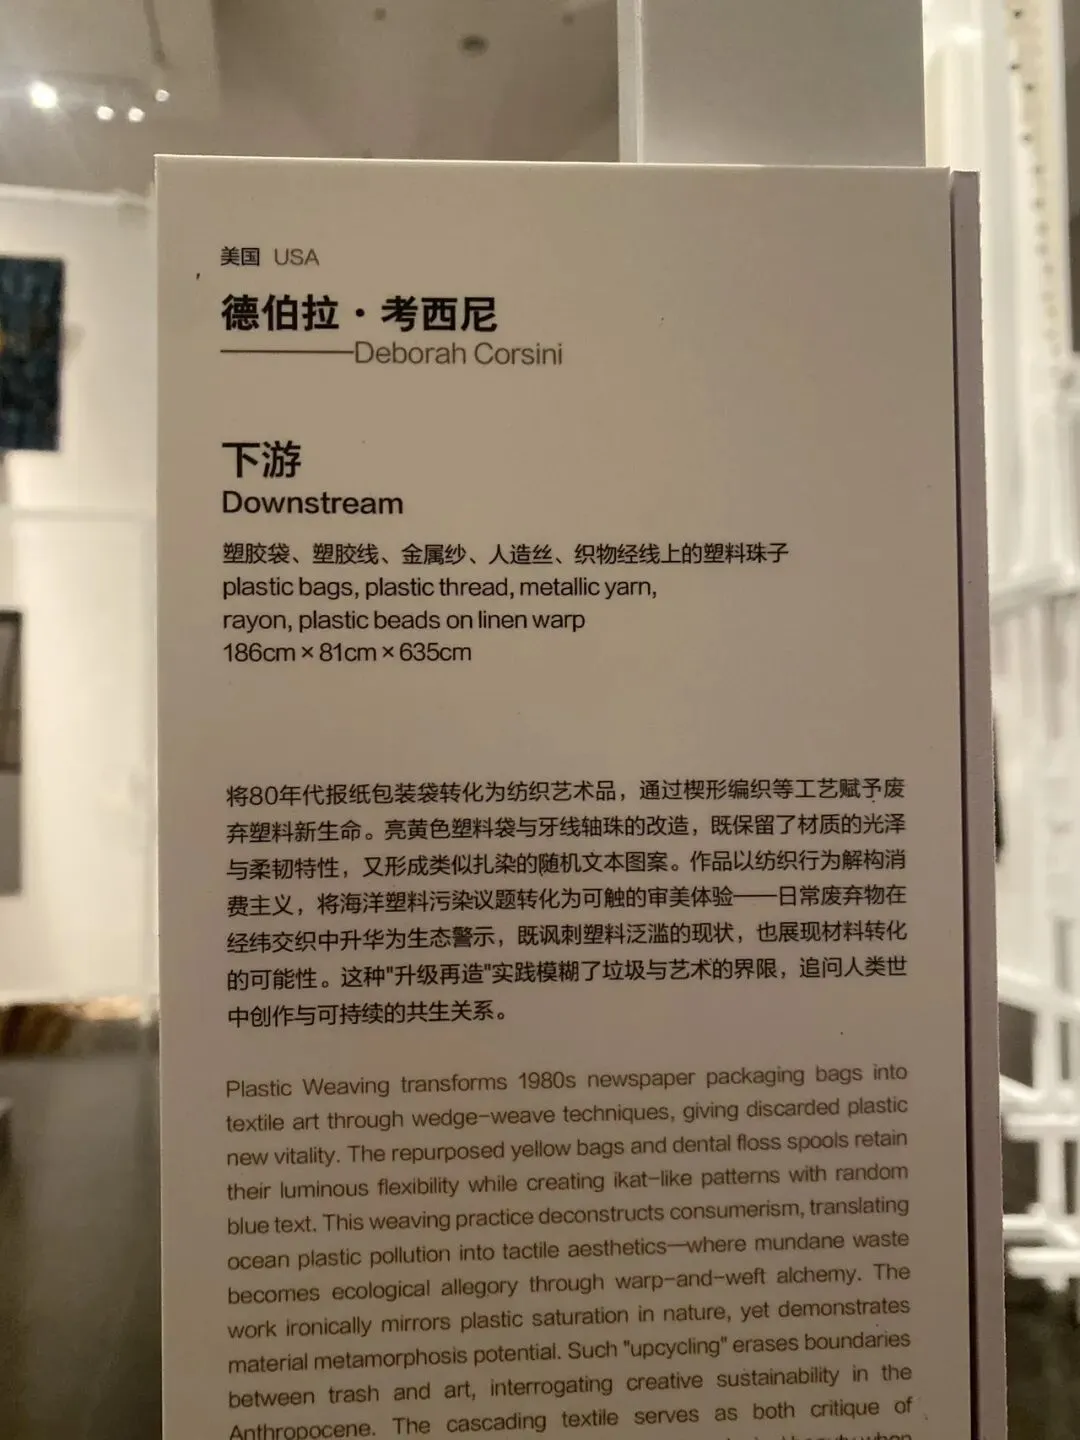 美国 USA
德伯拉·考西尼
Deborah Corsini
下游
Downstream
塑胶袋、塑胶线、金属纱、人造丝、织物经线上的塑料珠子
plastic bags, plastic thread, metallic yarn,
rayon, plastic beads on linen warp
186cm × 81cm × 635cm
将80年代报纸包装袋转化为纺织艺术品，通过楔形编织等工艺赋予废
弃塑料新生命。亮黄色塑料袋与牙线轴珠的改造，既保留了材质的光泽
与柔韧特性，又形成类似扎染的随机文本图案。作品以纺织行为解构消
费主义，将海洋塑料污染议题转化为可触的审美体验——日常废弃物在
经纬交织中升华为生态警示，既讽刺塑料泛滥的现状，也展现材料转化
的可能性。这种"升级再造"实践模糊了垃圾与艺术的界限，追问人类世
中创作与可持续的共生关系。
Plastic Weaving transforms 1980s newspaper packaging bags into
textile art through wedge-weave techniques, giving discarded plastic
new vitality. The repurposed yellow bags and dental floss spools retain
their luminous flexibility while creating ikat-like patterns with random
blue text. This weaving practice deconstructs consumerism, translating
ocean plastic pollution into tactile aesthetics—where mundane waste
becomes ecological allegory through warp-and-weft alchemy. The
work ironically mirrors plastic saturation in nature, yet demonstrates
material metamorphosis potential. Such "upcycling" erases boundaries
between trash and art, interrogating creative sustainability in the
Anthropocene. The cascading textile serves as both critique of
beauty when